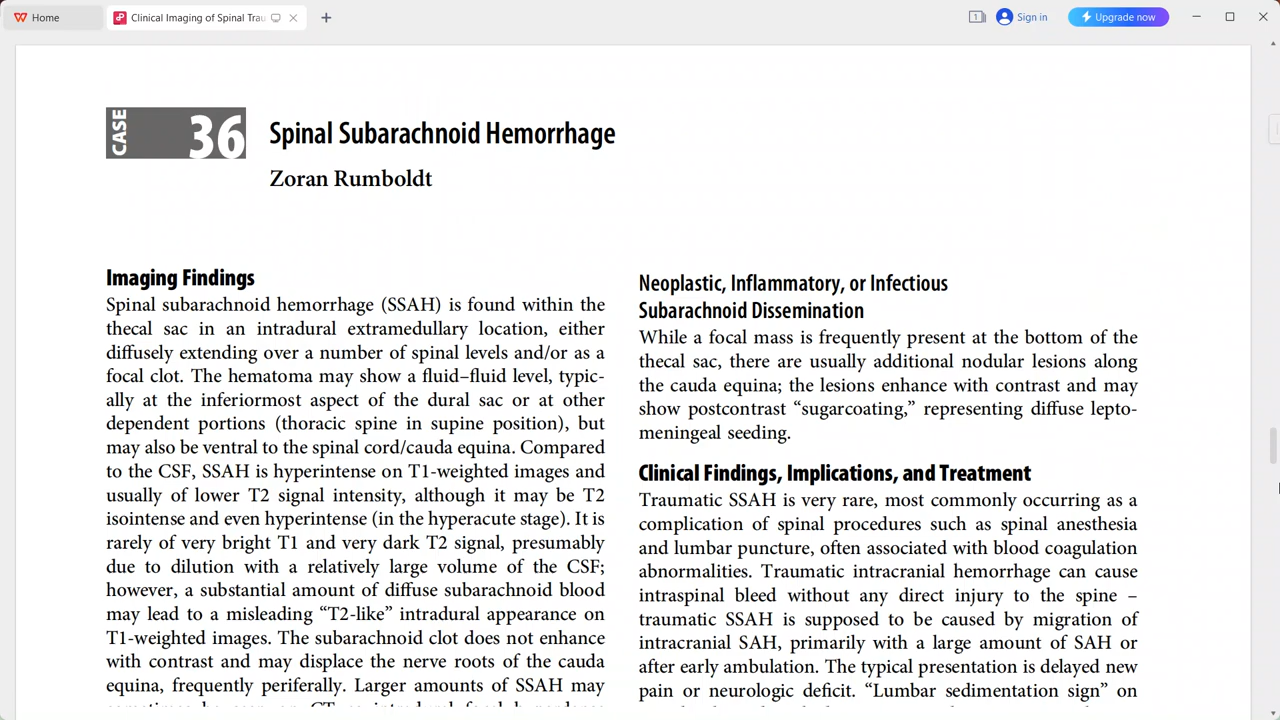 Home
Clinical Imaging of Spinal Trau
1
Sign in
Upgrade now
CASE
36
Spinal Subarachnoid Hemorrhage
Zoran Rumboldt
Imaging Findings
Spinal subarachnoid hemorrhage (SSAH) is found within the
thecal sac in an intradural extramedullary location, either
diffusely extending over a number of spinal levels and/or as a
focal clot. The hematoma may show a fluid–fluid level, typic-
ally at the inferiormost aspect of the dural sac or at other
dependent portions (thoracic spine in supine position), but
may also be ventral to the spinal cord/cauda equina. Compared
to the CSF, SSAH is hyperintense on T1-weighted images and
usually of lower T2 signal intensity, although it may be T2
isointense and even hyperintense (in the hyperacute stage). It is
rarely of very bright T1 and very dark T2 signal, presumably
due to dilution with a relatively large volume of the CSF;
however, a substantial amount of diffuse subarachnoid blood
may lead to a misleading “T2-like” intradural appearance on
T1-weighted images. The subarachnoid clot does not enhance
with contrast and may displace the nerve roots of the cauda
equina, frequently periferally. Larger amounts of SSAH may
Neoplastic, Inflammatory, or Infectious
Subarachnoid Dissemination
While a focal mass is frequently present at the bottom of the
thecal sac, there are usually additional nodular lesions along
the cauda equina; the lesions enhance with contrast and may
show postcontrast “sugarcoating,” representing diffuse lepto-
meningeal seeding.
Clinical Findings, Implications, and Treatment
Traumatic SSAH is very rare, most commonly occurring as a
complication of spinal procedures such as spinal anesthesia
and lumbar puncture, often associated with blood coagulation
abnormalities. Traumatic intracranial hemorrhage can cause
intraspinal bleed without any direct injury to the spine –
traumatic SSAH is supposed to be caused by migration of
intracranial SAH, primarily with a large amount of SAH or
after early ambulation. The typical presentation is delayed new
pain or neurologic deficit. “Lumbar sedimentation sign” on